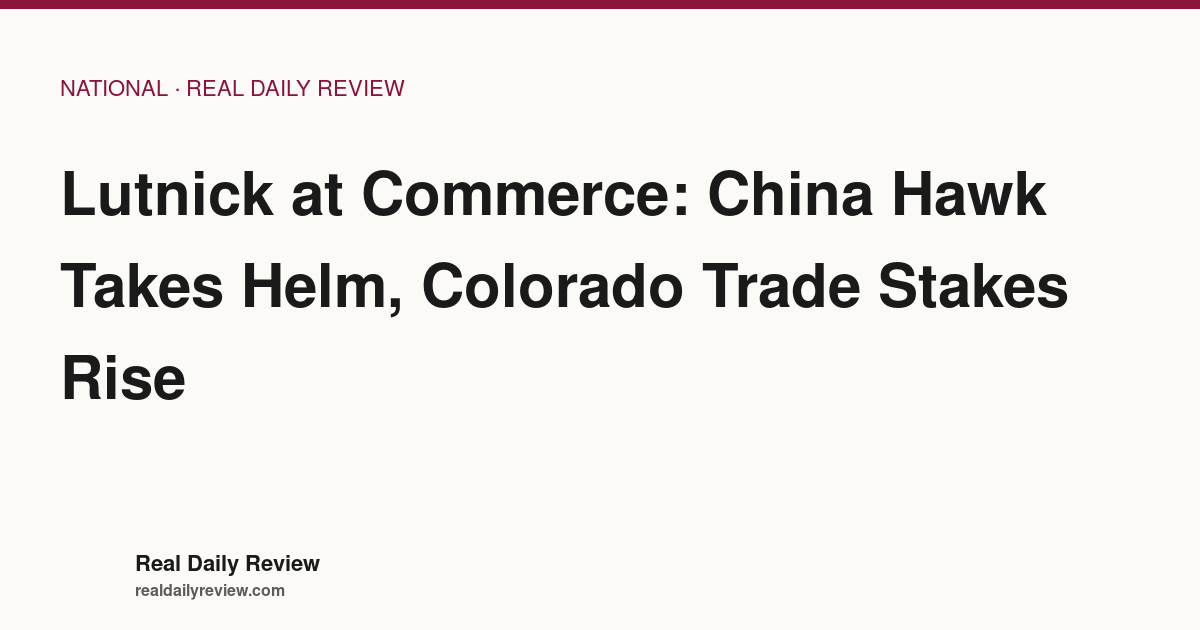 NATIONAL · REAL DAILY REVIEW
Lutnick at Commerce: China Hawk
Takes Helm, Colorado Trade Stakes
Rise
Real Daily Review
realdailyreview.com